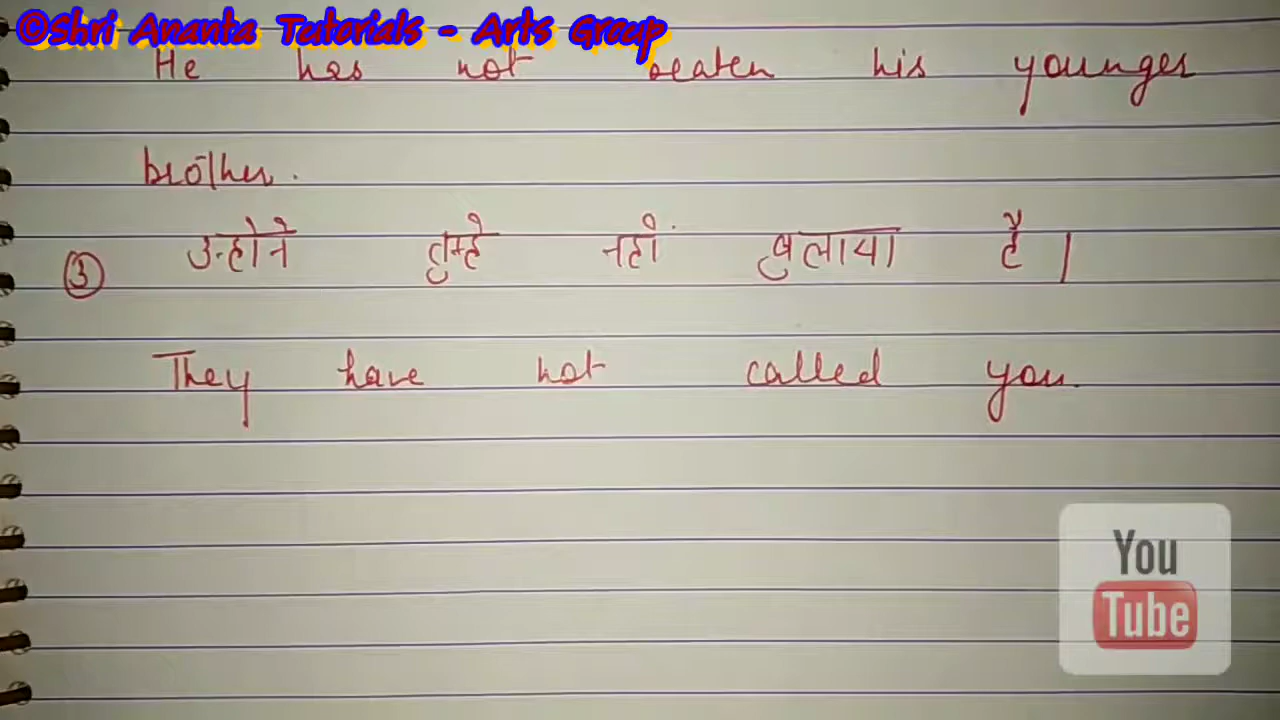 ©Shri Ananta Tutorials - Arts Group
He has not beaten his younger
brother.
③ उन्होने तुम्हे नहीं बुलाया है |
They have not called you.
You
Tube